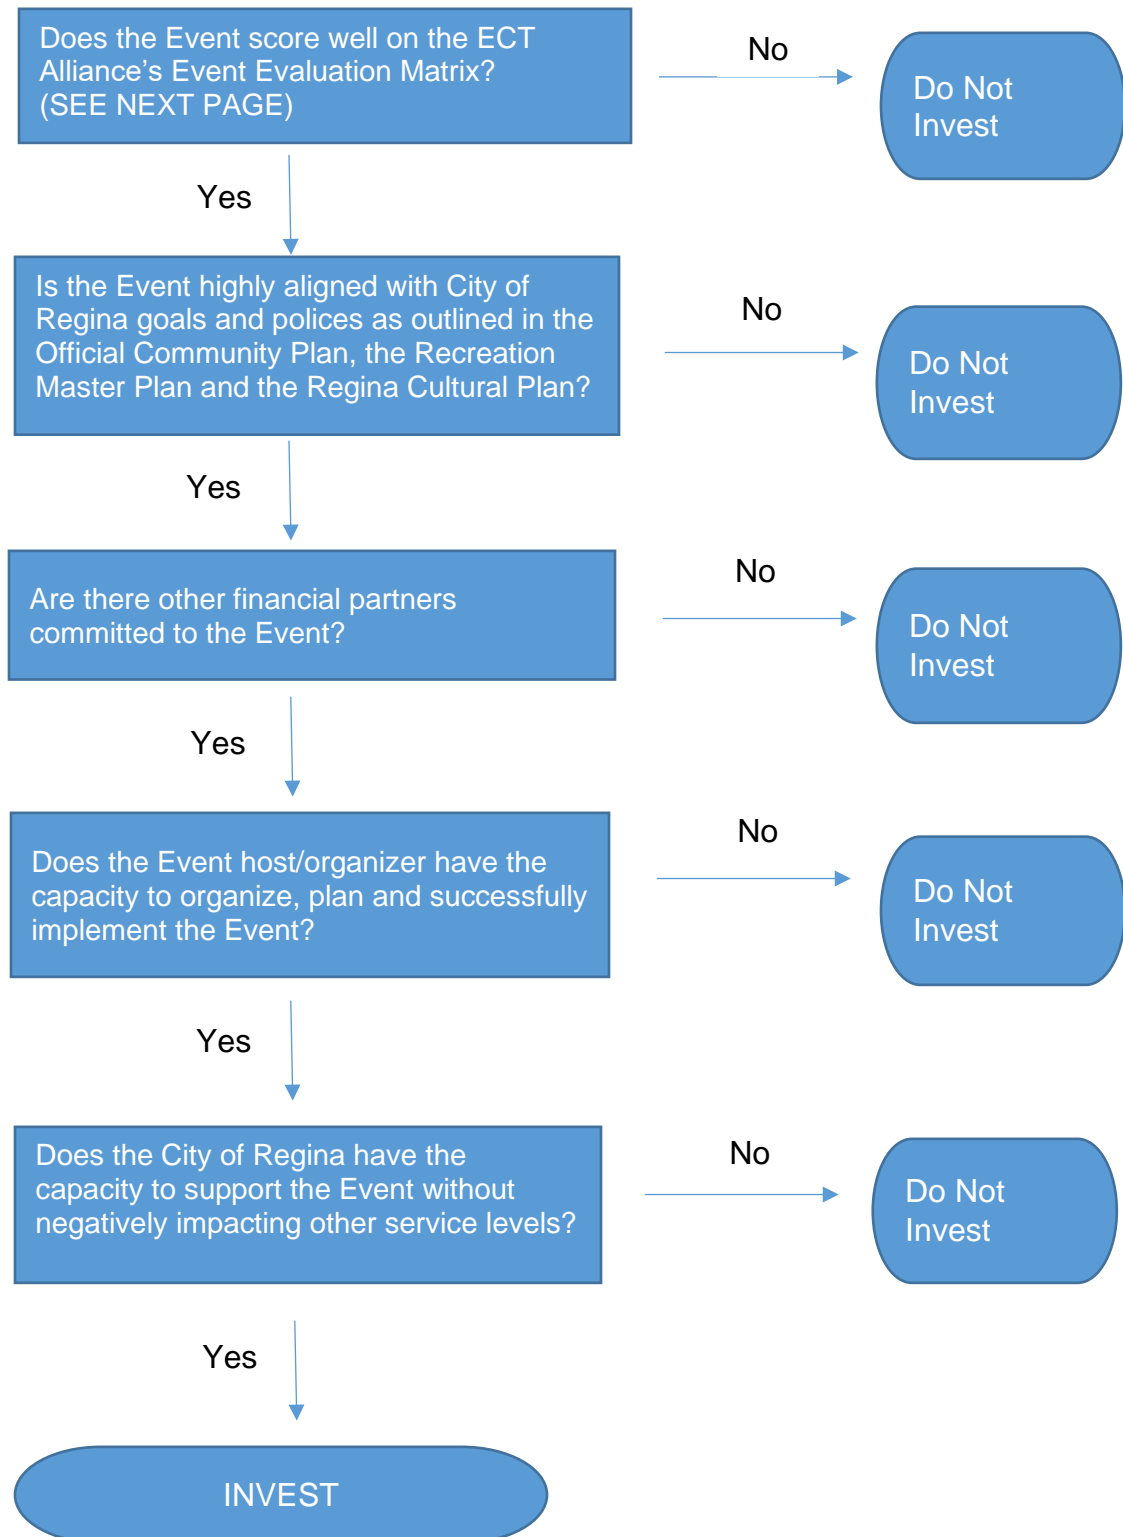 Does the Event score well on the ECT
Alliance’s Event Evaluation Matrix?
(SEE NEXT PAGE)
No
Do Not
Invest
Yes
Is the Event highly aligned with City of
Regina goals and polices as outlined in the
Official Community Plan, the Recreation
Master Plan and the Regina Cultural Plan?
No
Do Not
Invest
Yes
Are there other financial partners
committed to the Event?
No
Do Not
Invest
Yes
Does the Event host/organizer have the
capacity to organize, plan and successfully
implement the Event?
No
Do Not
Invest
Yes
Does the City of Regina have the
capacity to support the Event without
negatively impacting other service levels?
No
Do Not
Invest
Yes
INVEST